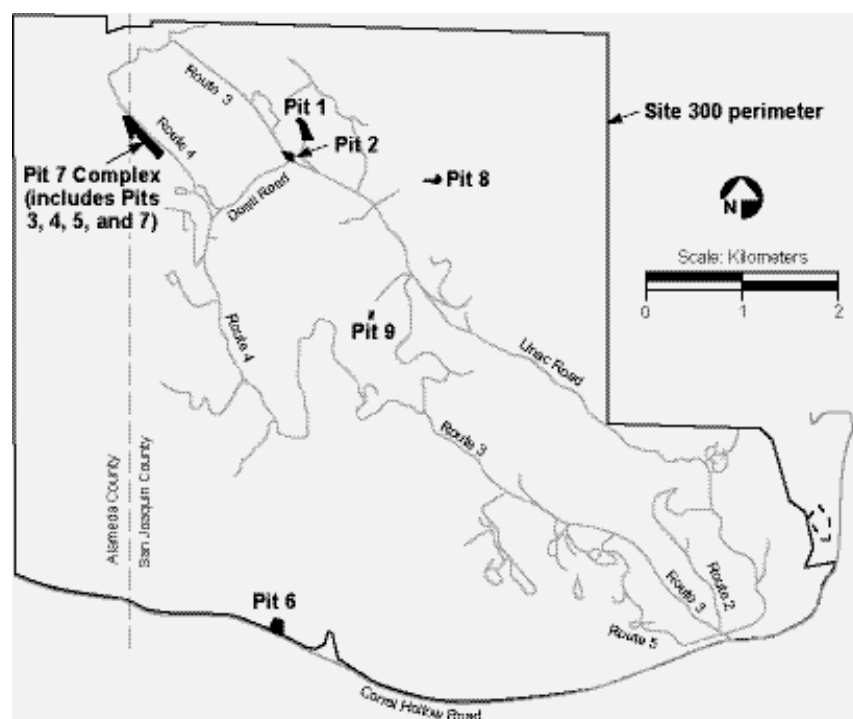 Route 3
Pit 1
Site 300 perimeter
Route 4
Pit 2
Pit 7 Complex
(includes Pits
3, 4, 5, and 7)
Pit 8
Doall Road
N
Scale: Kilometers
0 1 2
Pit 9
Route 4
Linac Road
Route 3
Alameda County
San Joaquin County
Pit 6
Route 3
Route 2
Route 5
Corral Hollow Road